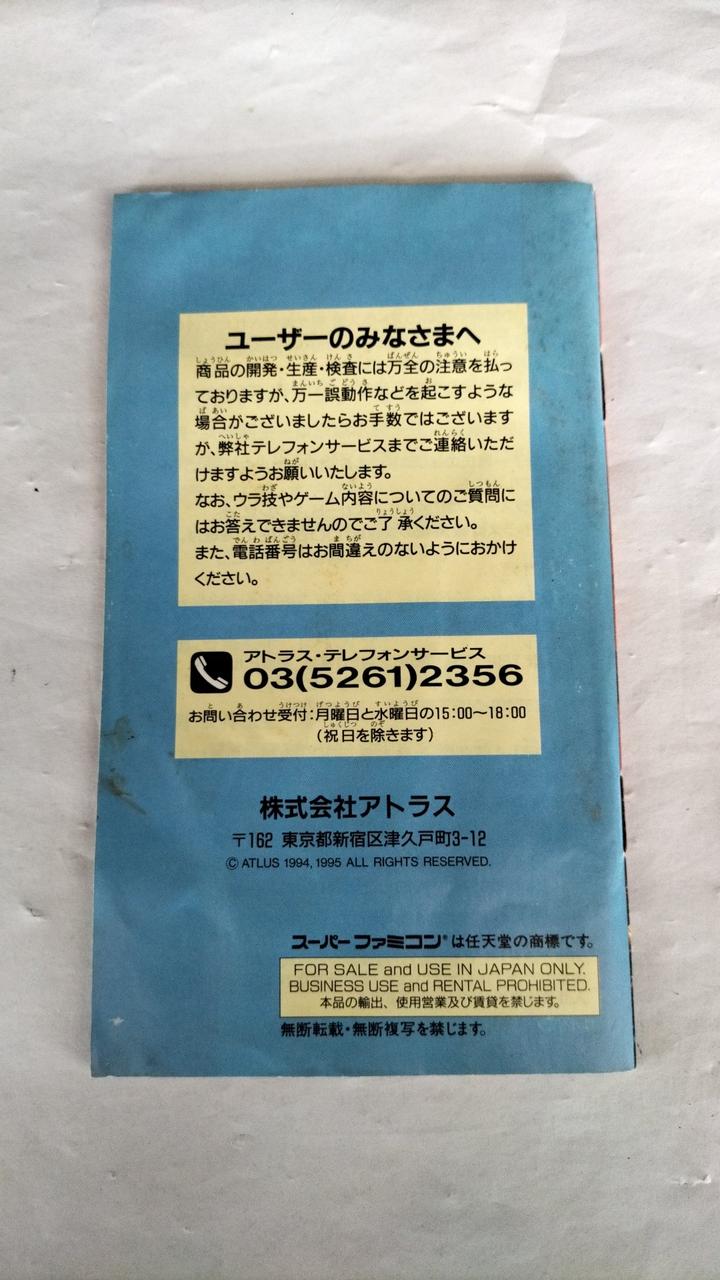 ユーザーのみなさまへ
商品の開発・生産・検査には万全の注意を払っ
ておりますが、万一誤動作などを起こすような
場合がございましたらお手数ではございます
が、弊社テレフォンサービスまでご連絡いただ
けますようお願いいたします。
なお、ウラ技やゲーム内容についてのご質問に
はお答えできませんのでご了承ください。
また、電話番号はお間違えのないようにおかけ
ください。
アトラス・テレフォンサービス
03(5261)2356
お問い合わせ受付:月曜日と水曜日の15:00〜18:00
(祝日を除きます)
株式会社アトラス
〒162 東京都新宿区津久戸町3-12
© ATLUS 1994, 1995 ALL RIGHTS RESERVED.
スーパーファミコン®は任天堂の商標です。
FOR SALE and USE IN JAPAN ONLY.
BUSINESS USE and RENTAL PROHIBITED.
本品の輸出、使用営業及び賃貸を禁じます。
無断転載・無断複写を禁じます。